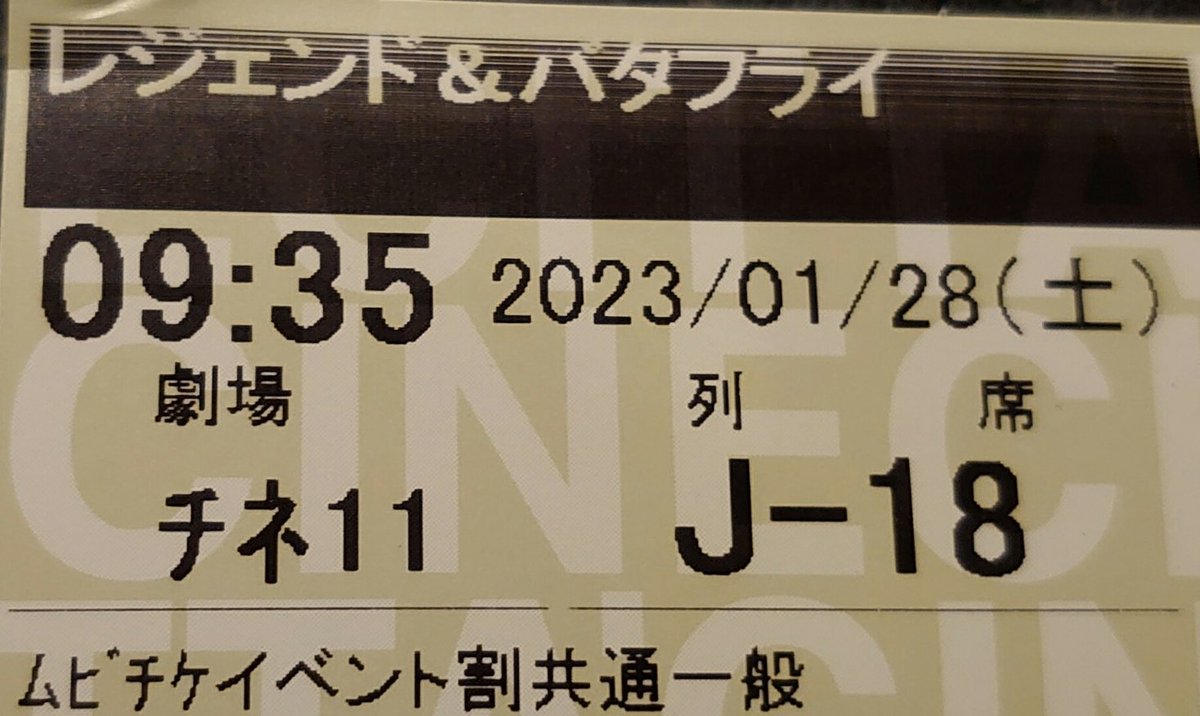 レジェンド&バタフライ
09:35 2023/01/28(土)
劇場 列 席
チネ11 J-18
ムビチケイベント割共通一般